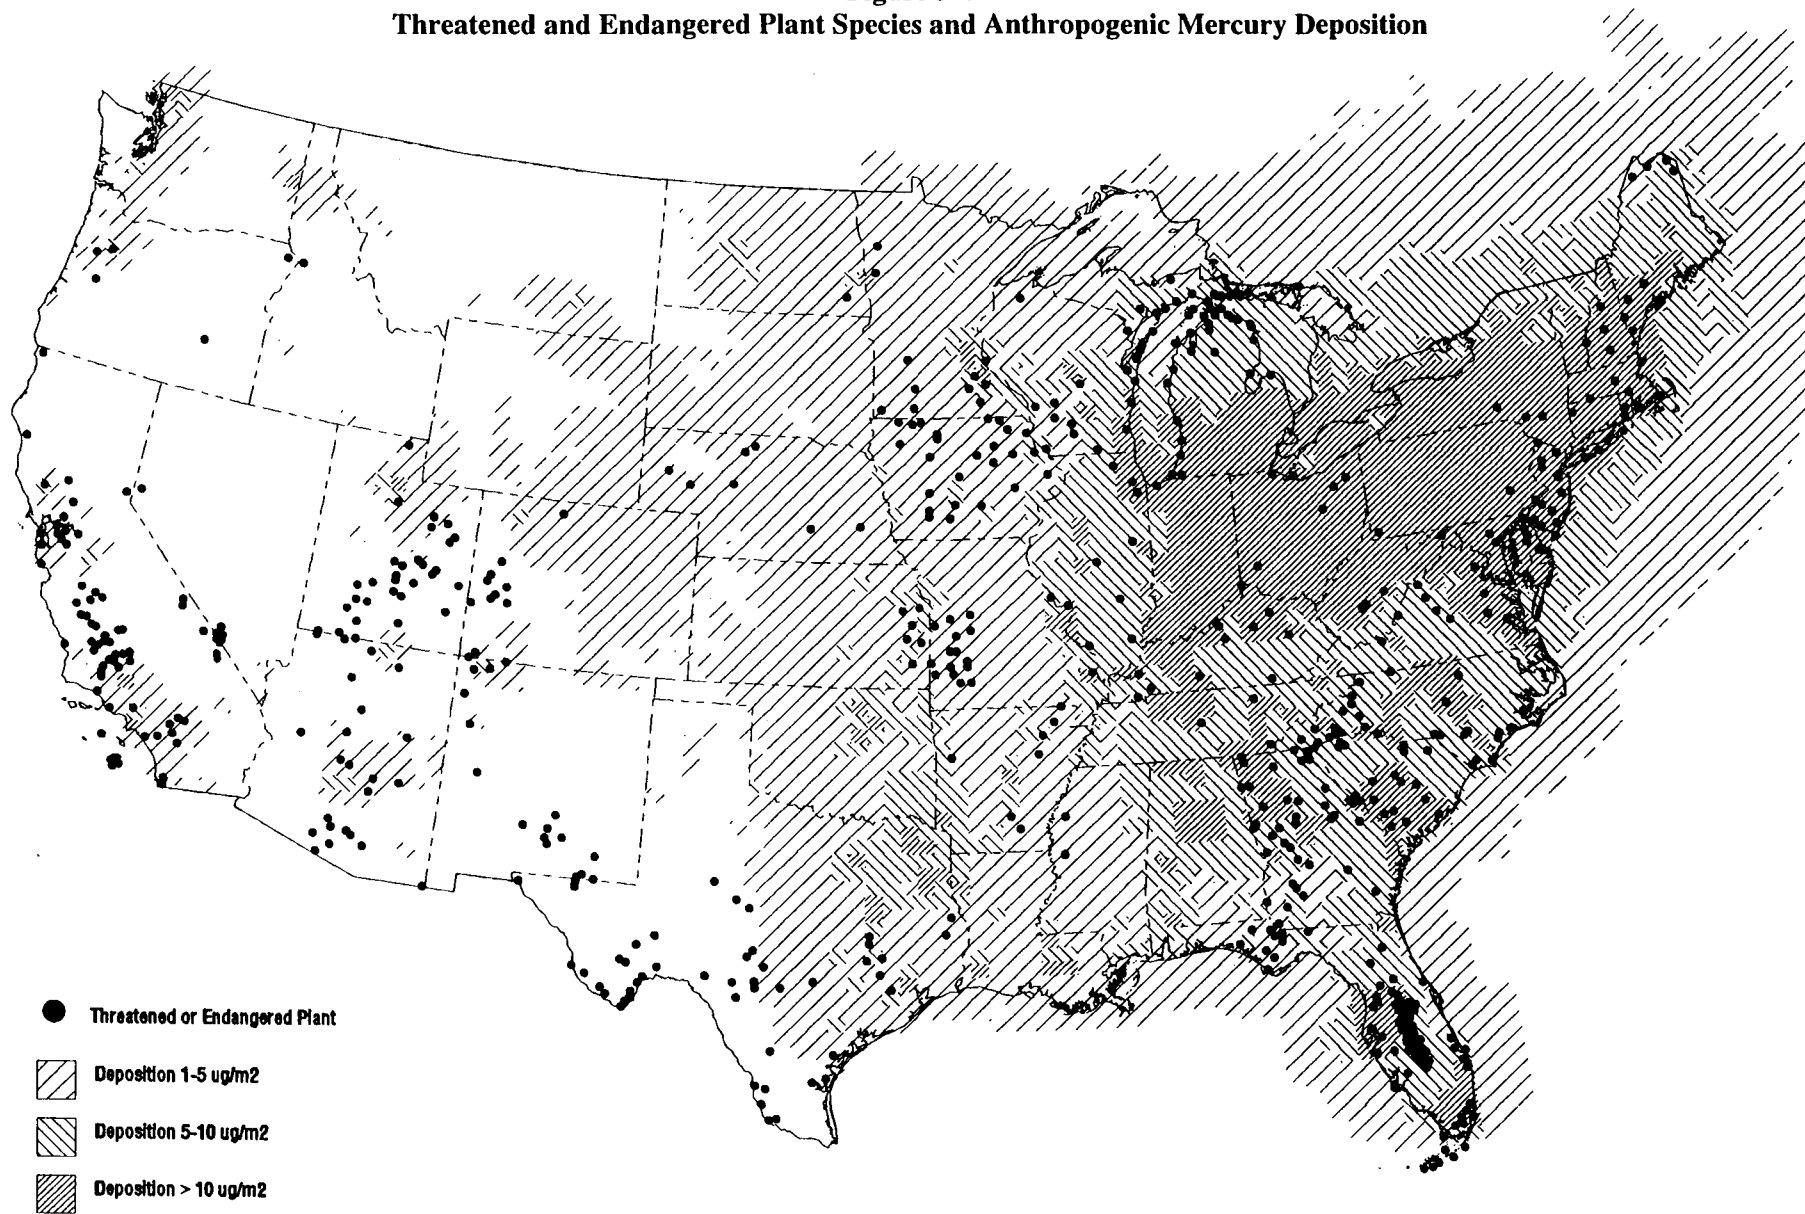 Threatened and Endangered Plant Species and Anthropogenic Mercury Deposition
Threatened or Endangered Plant
Deposition 1-5 ug/m2
Deposition 5-10 ug/m2
Deposition > 10 ug/m2